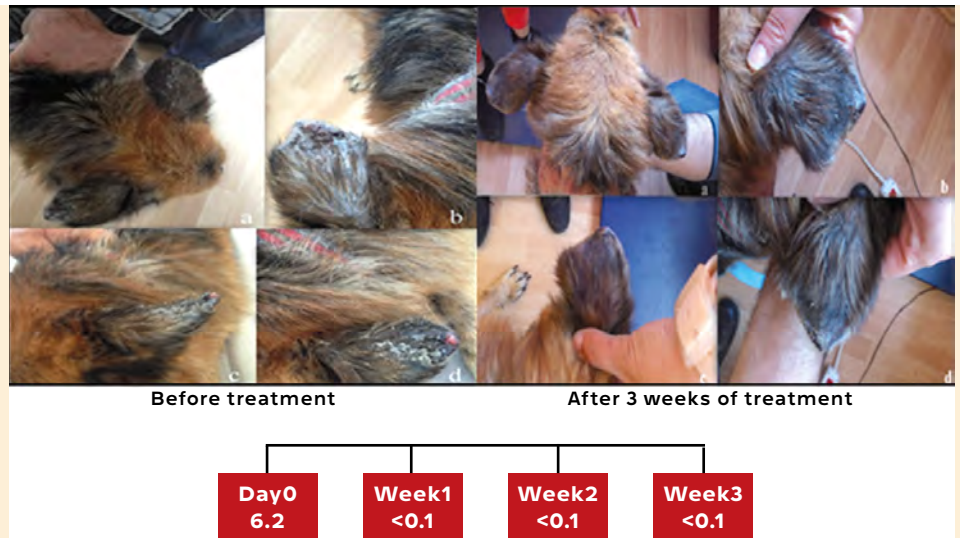 a
b
c
d
a
b
c
d
Before treatment
After 3 weeks of treatment
Day0
6.2
Week1
<0.1
Week2
<0.1
Week3
<0.1